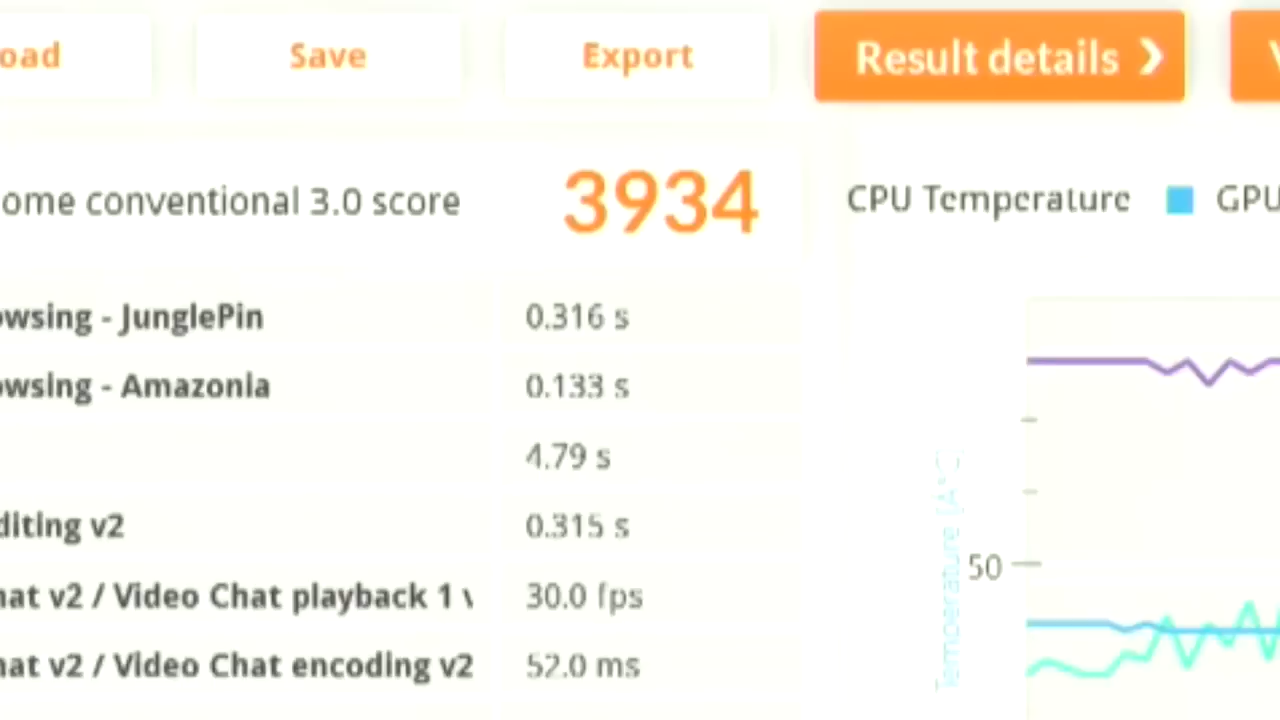 oad Save Export Result details ❯
ome conventional 3.0 score 3934 CPU Temperature GPU
owsing - JunglePin 0.316 s
owsing - Amazonia 0.133 s
4.79 s
diting v2 0.315 s
hat v2 / Video Chat playback 1 v 30.0 fps
hat v2 / Video Chat encoding v2 52.0 ms
Temperature [Â°C]
50